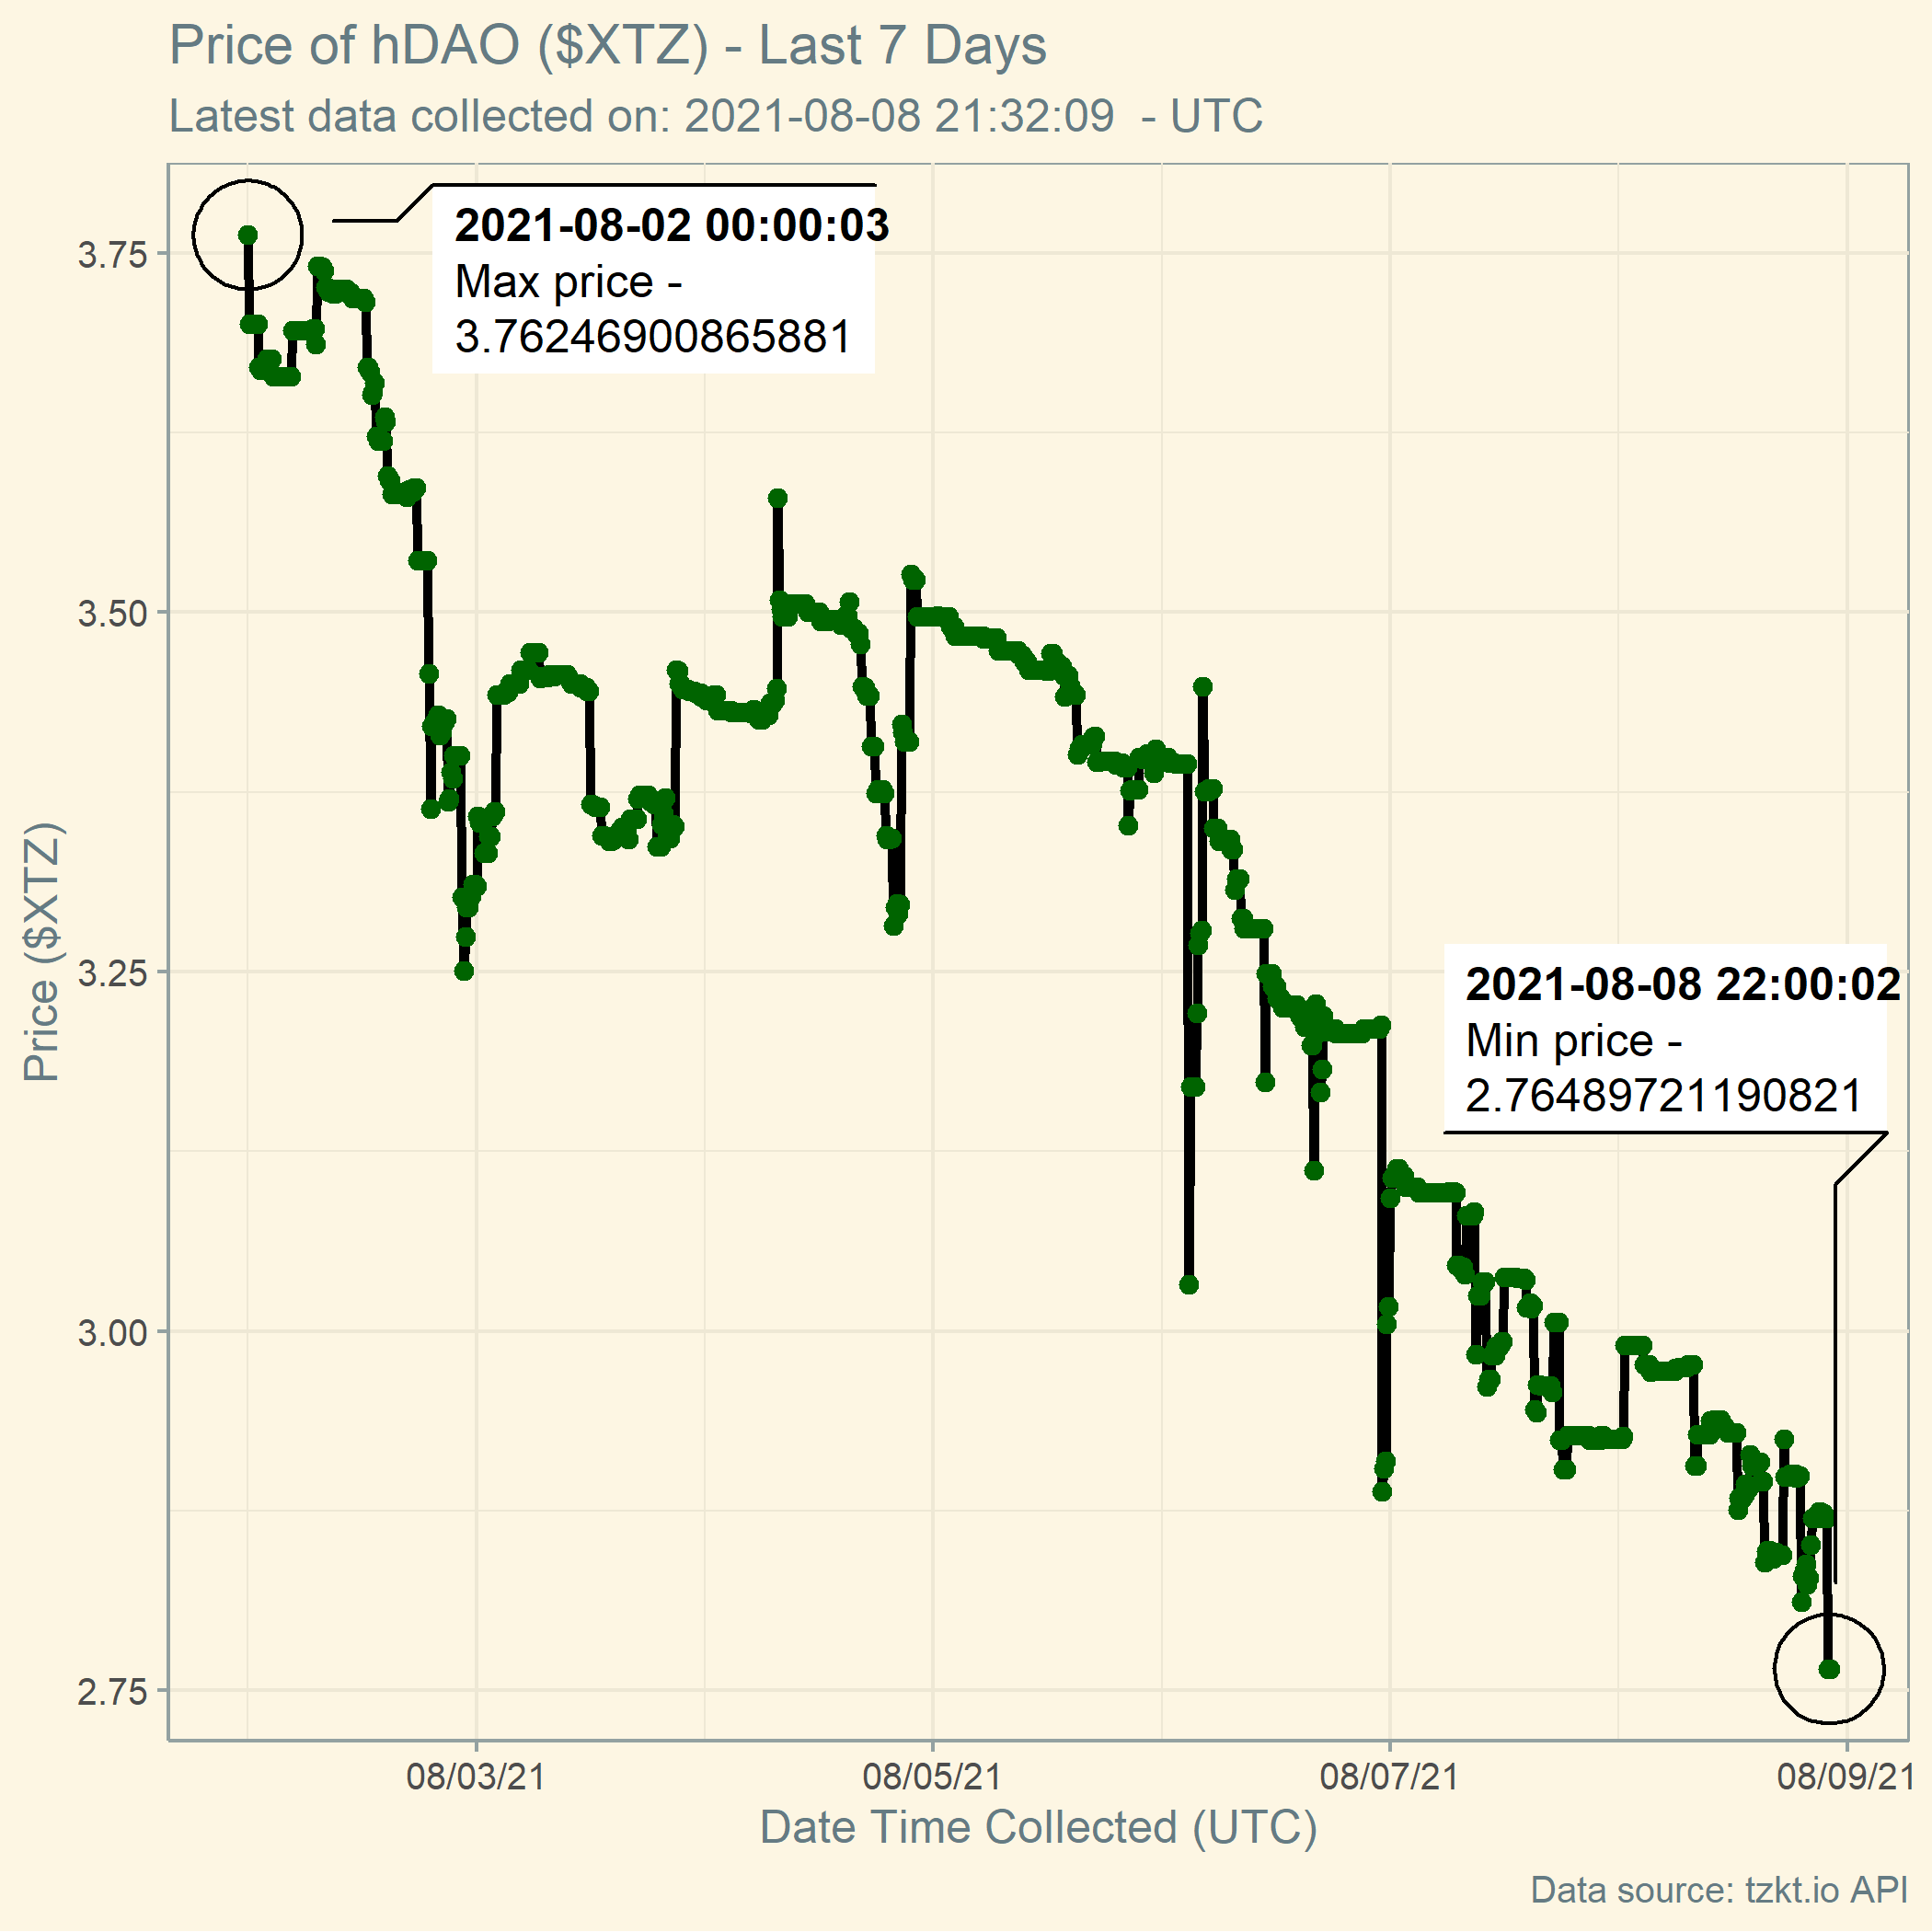 Price of hDAO ($XTZ) - Last 7 Days
Latest data collected on: 2021-08-08 21:32:09  - UTC
2021-08-02 00:00:03
Max price -
3.76246900865881
3.75
3.50
3.25
3.00
2.75
Price ($XTZ)
2021-08-08 22:00:02
Min price -
2.76489721190821
08/03/21
08/05/21
08/07/21
08/09/21
Date Time Collected (UTC)
Data source: tzkt.io API